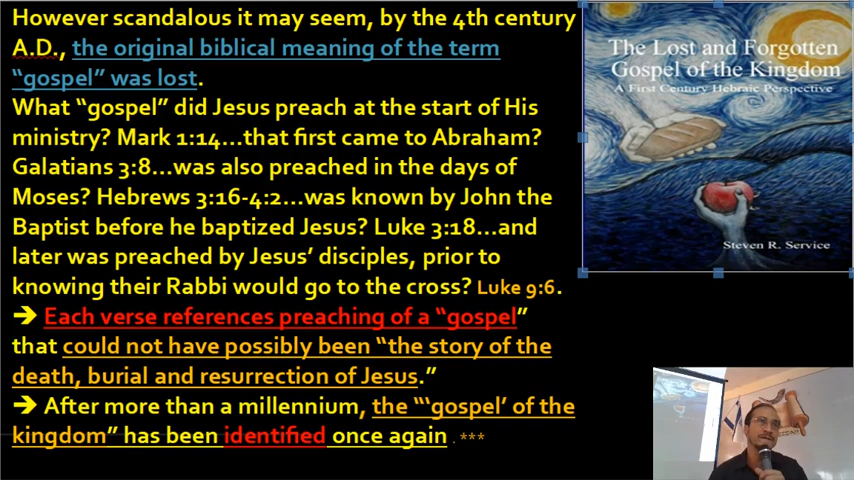 However scandalous it may seem, by the 4th century
A.D., the original biblical meaning of the term
“gospel” was lost.
What “gospel” did Jesus preach at the start of His
ministry? Mark 1:14…that first came to Abraham?
Galatians 3:8…was also preached in the days of
Moses? Hebrews 3:16-4:2…was known by John the
Baptist before he baptized Jesus? Luke 3:18…and
later was preached by Jesus’ disciples, prior to
knowing their Rabbi would go to the cross? Luke 9:6.
➔ Each verse references preaching of a “gospel”
that could not have possibly been “the story of the
death, burial and resurrection of Jesus.”
➔ After more than a millennium, the “‘gospel’ of the
kingdom” has been identified once again . ***
The Lost and Forgotten
Gospel of the Kingdom
A First Century Hebraic Perspective
Steven R. Service